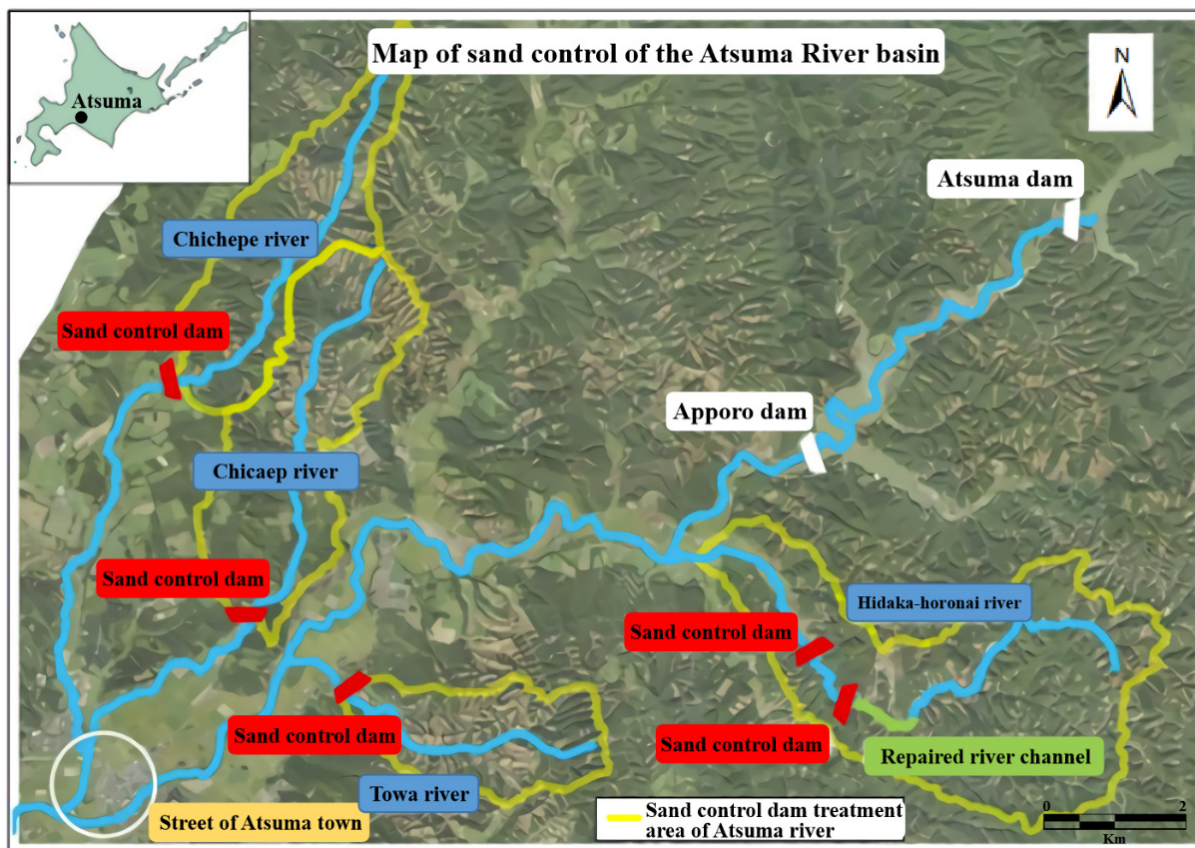 Map of sand control of the Atsuma River basin
N
Atsuma
Atsuma dam
Chichepe river
Sand control dam
Apporo dam
Chicaep river
Sand control dam
Hidaka-horonai river
Sand control dam
Sand control dam
Sand control dam
Repaired river channel
Towa river
Street of Atsuma town
Sand control dam treatment
area of Atsuma river
0 2
Km